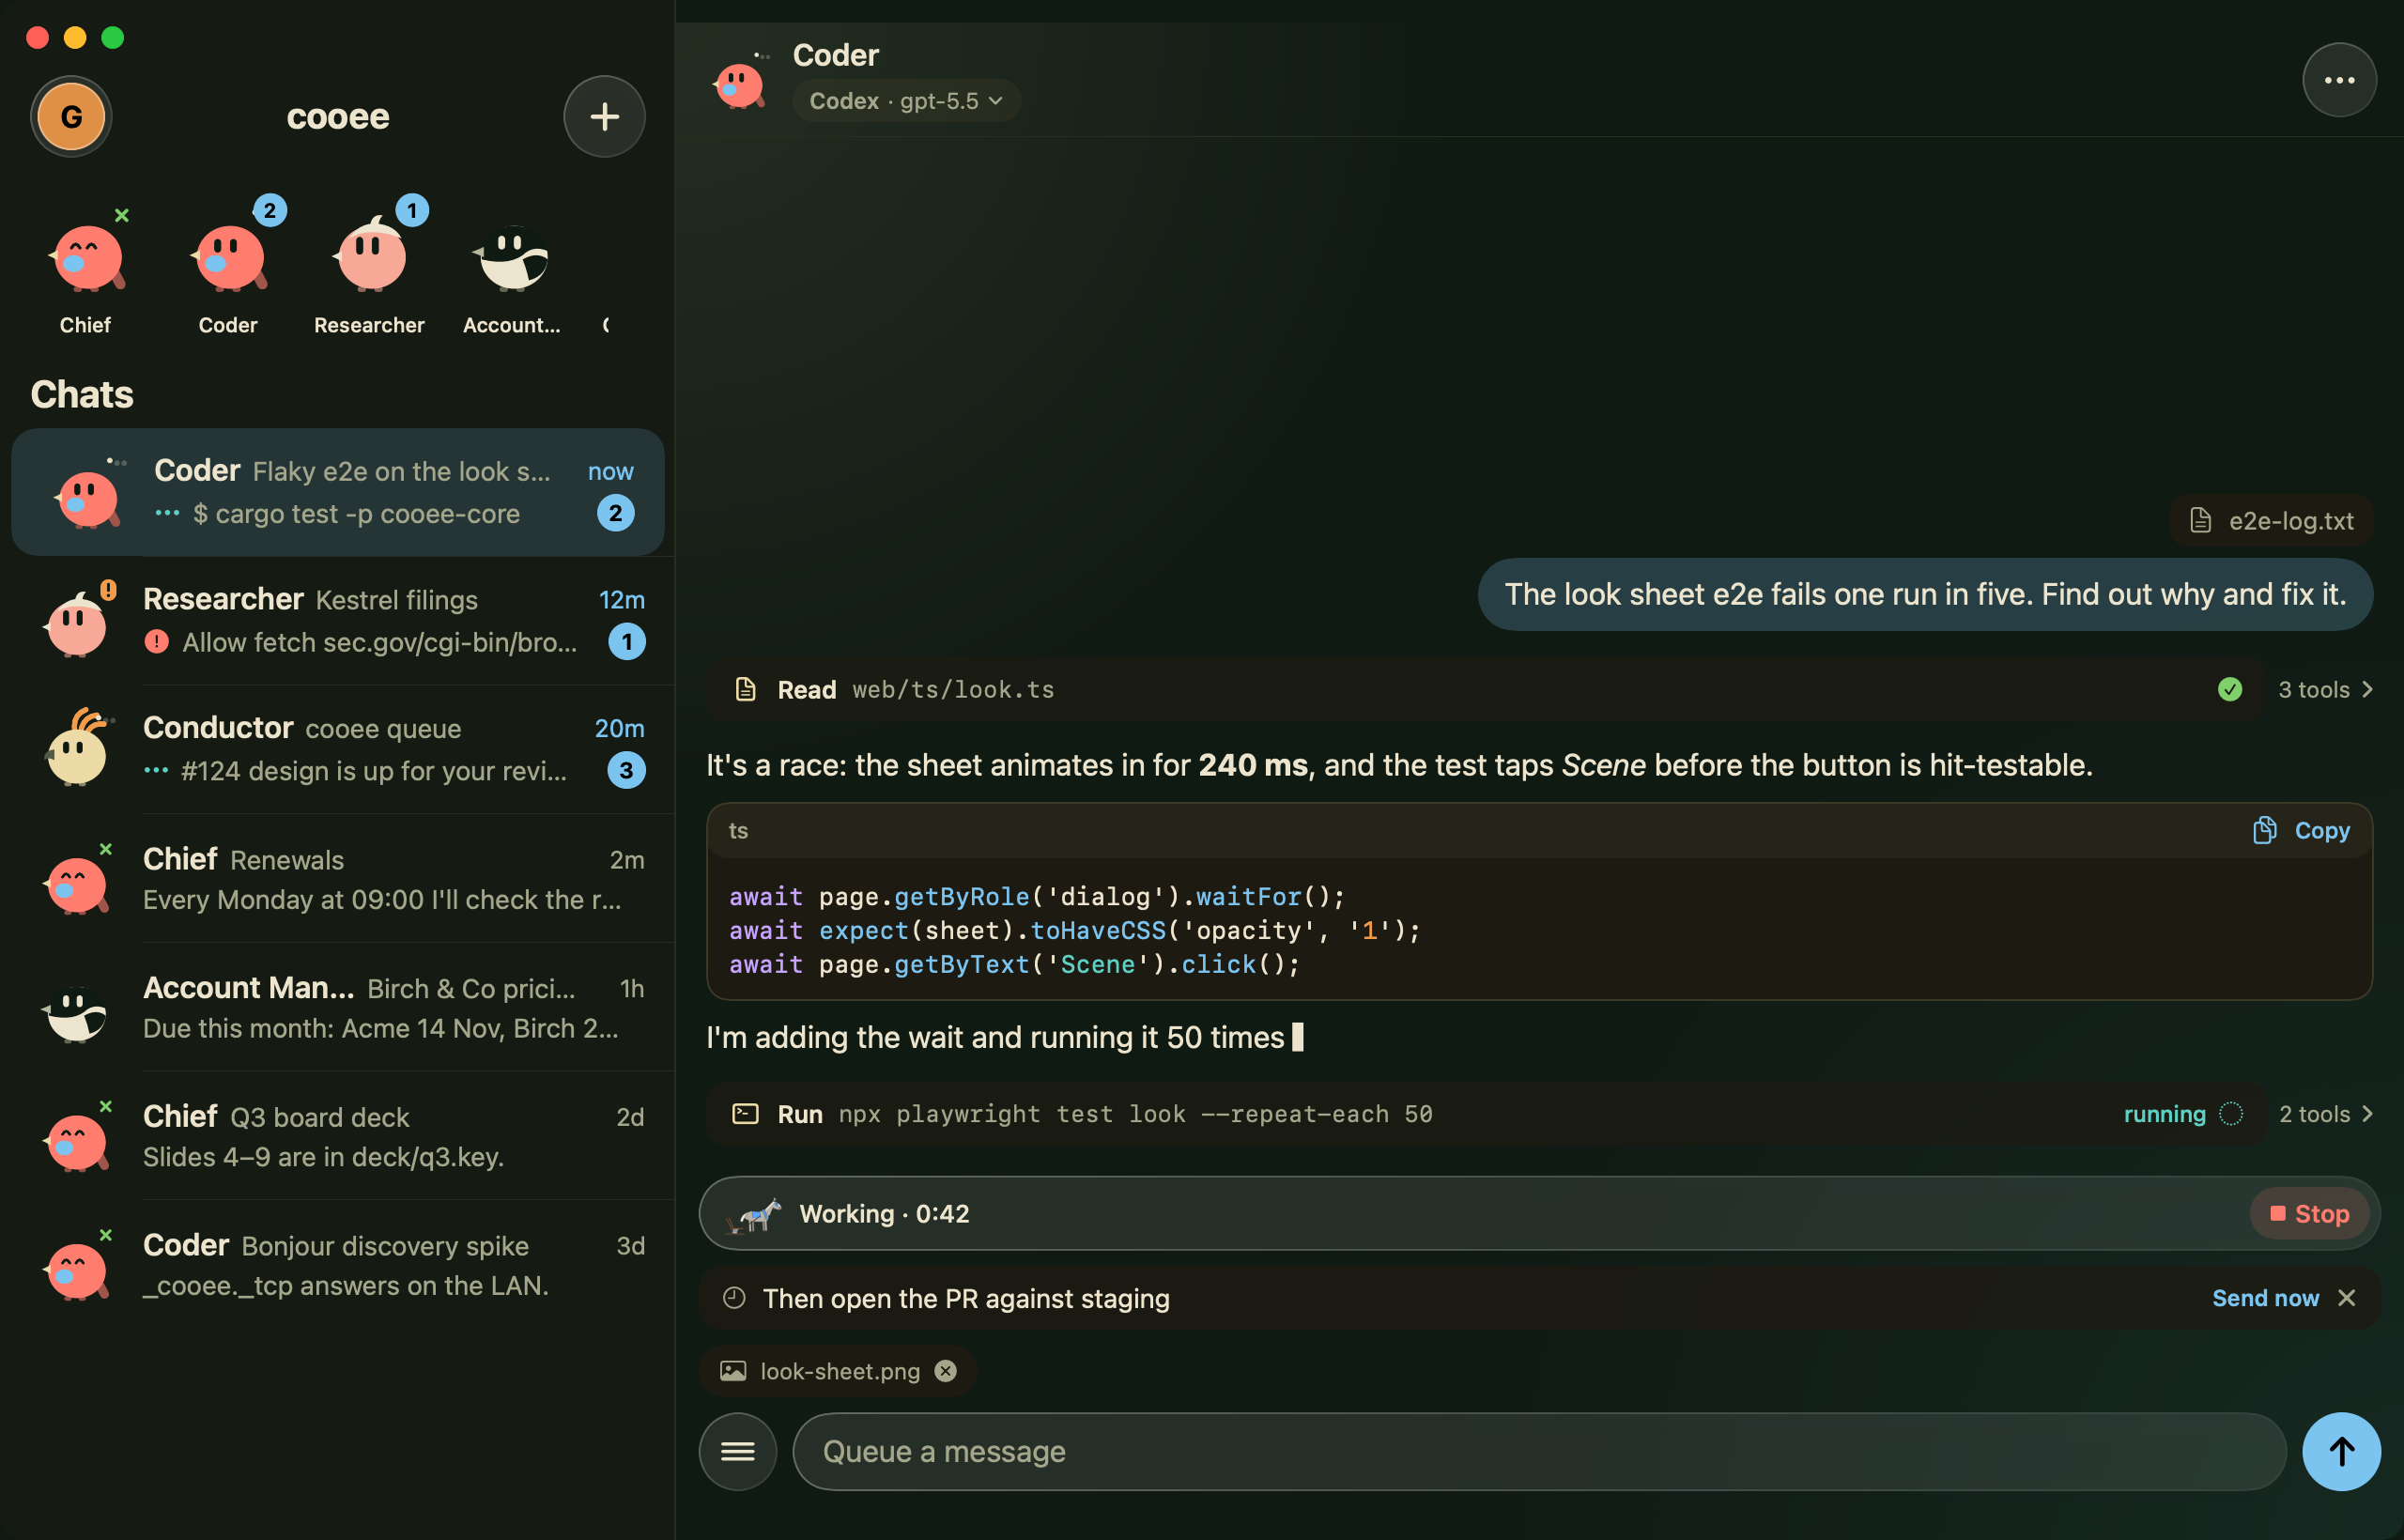 G
cooee
2
1
Chief
Coder
Researcher
Account...
Chats
Coder Flaky e2e on the look s... now
$ cargo test -p cooee-core 2
Researcher Kestrel filings 12m
Allow fetch sec.gov/cgi-bin/bro... 1
Conductor cooee queue 20m
#124 design is up for your revi... 3
Chief Renewals 2m
Every Monday at 09:00 I'll check the r...
Account Man... Birch & Co prici... 1h
Due this month: Acme 14 Nov, Birch 2...
Chief Q3 board deck 2d
Slides 4–9 are in deck/q3.key.
Coder Bonjour discovery spike 3d
_cooee._tcp answers on the LAN.
Coder
Codex · gpt-5.5
e2e-log.txt
The look sheet e2e fails one run in five. Find out why and fix it.
Read web/ts/look.ts 3 tools
It's a race: the sheet animates in for 240 ms, and the test taps Scene before the button is hit-testable.
ts Copy
await page.getByRole('dialog').waitFor();
await expect(sheet).toHaveCSS('opacity', '1');
await page.getByText('Scene').click();
I'm adding the wait and running it 50 times
Run npx playwright test look --repeat-each 50 running 2 tools
Working · 0:42 Stop
Then open the PR against staging Send now
look-sheet.png
Queue a message